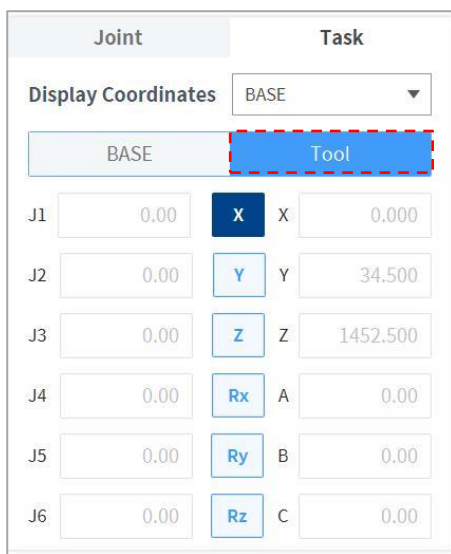 Joint Task
Display Coordinates BASE
BASE Tool
J1 0.00 X X 0.000
J2 0.00 Y Y 34.500
J3 0.00 Z Z 1452.500
J4 0.00 Rx A 0.00
J5 0.00 Ry B 0.00
J6 0.00 Rz C 0.00